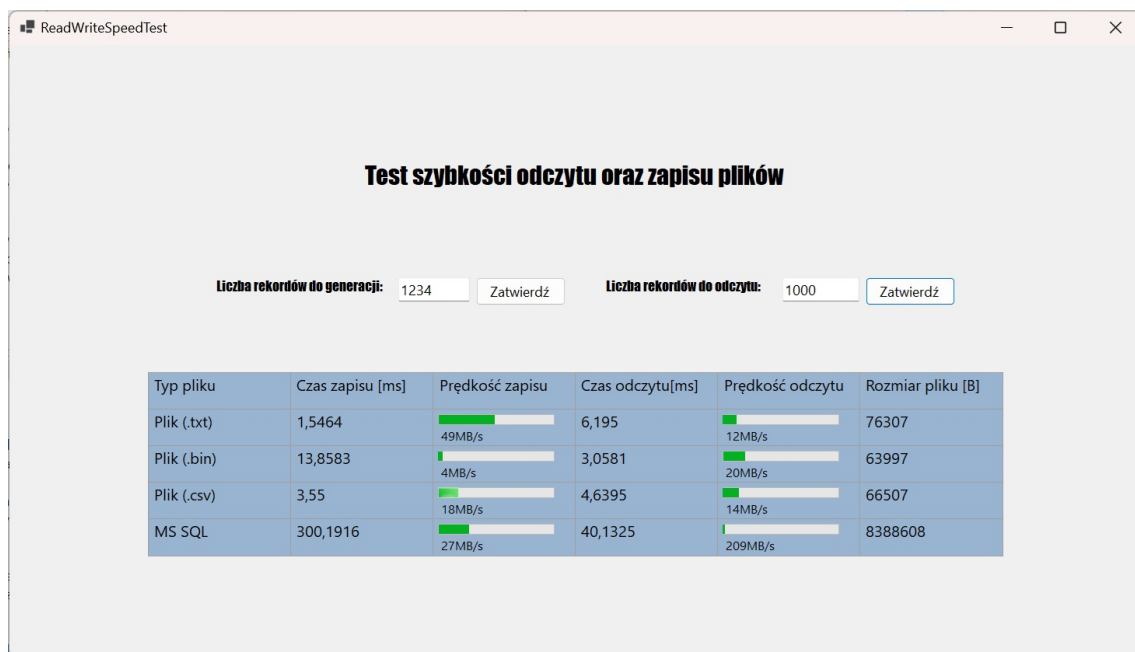 ReadWriteSpeedTest
Test szybkości odczytu oraz zapisu plików
Liczba rekordów do generacji: 1234 Zatwierdź Liczba rekordów do odczytu: 1000 Zatwierdź
Typ pliku Czas zapisu [ms] Prędkość zapisu Czas odczytu[ms] Prędkość odczytu Rozmiar pliku [B]
Plik (.txt) 1,5464 49MB/s 6,195 12MB/s 76307
Plik (.bin) 13,8583 4MB/s 3,0581 20MB/s 63997
Plik (.csv) 3,55 18MB/s 4,6395 14MB/s 66507
MS SQL 300,1916 27MB/s 40,1325 209MB/s 8388608